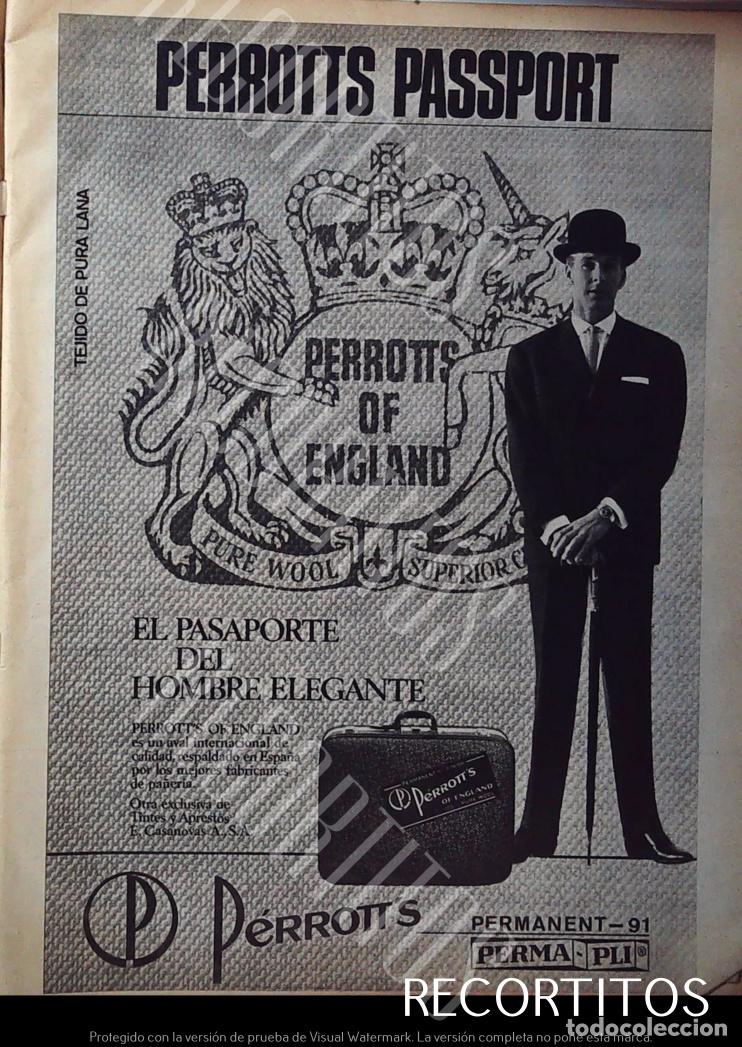 PERROTTS PASSPORT
TEJIDO DE PURA LANA
PERROTTS
OF
ENGLAND
PURE WOOL SUPERIOR
EL PASAPORTE
DEL
HOMBRE ELEGANTE
PERROTT'S OF ENGLAND
es un aval internacional de
calidad, respaldado en España
por los mejores fabricantes
de pañería.
Otra exclusiva de
Tintes y Aprestos
E. Casanovas A., S.A.
PERROTT'S
OF ENGLAND
PERROTT'S
PERMANENT-91
PERMA-PLI®
RECORTITOS
todocoleccion
Protegido con la versión de prueba de Visual Watermark. La versión completa no pone esta marca.